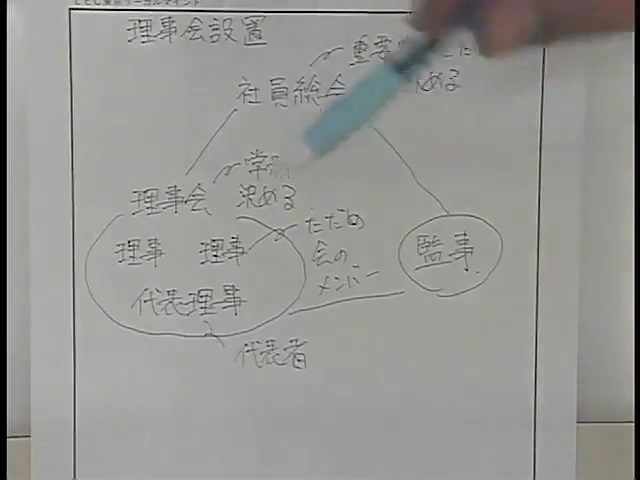 理事会設置
重要
社員総会
める
常
決める
理事会
ただの
会の
メンバー
理事 理事
監事
代表理事
代表者